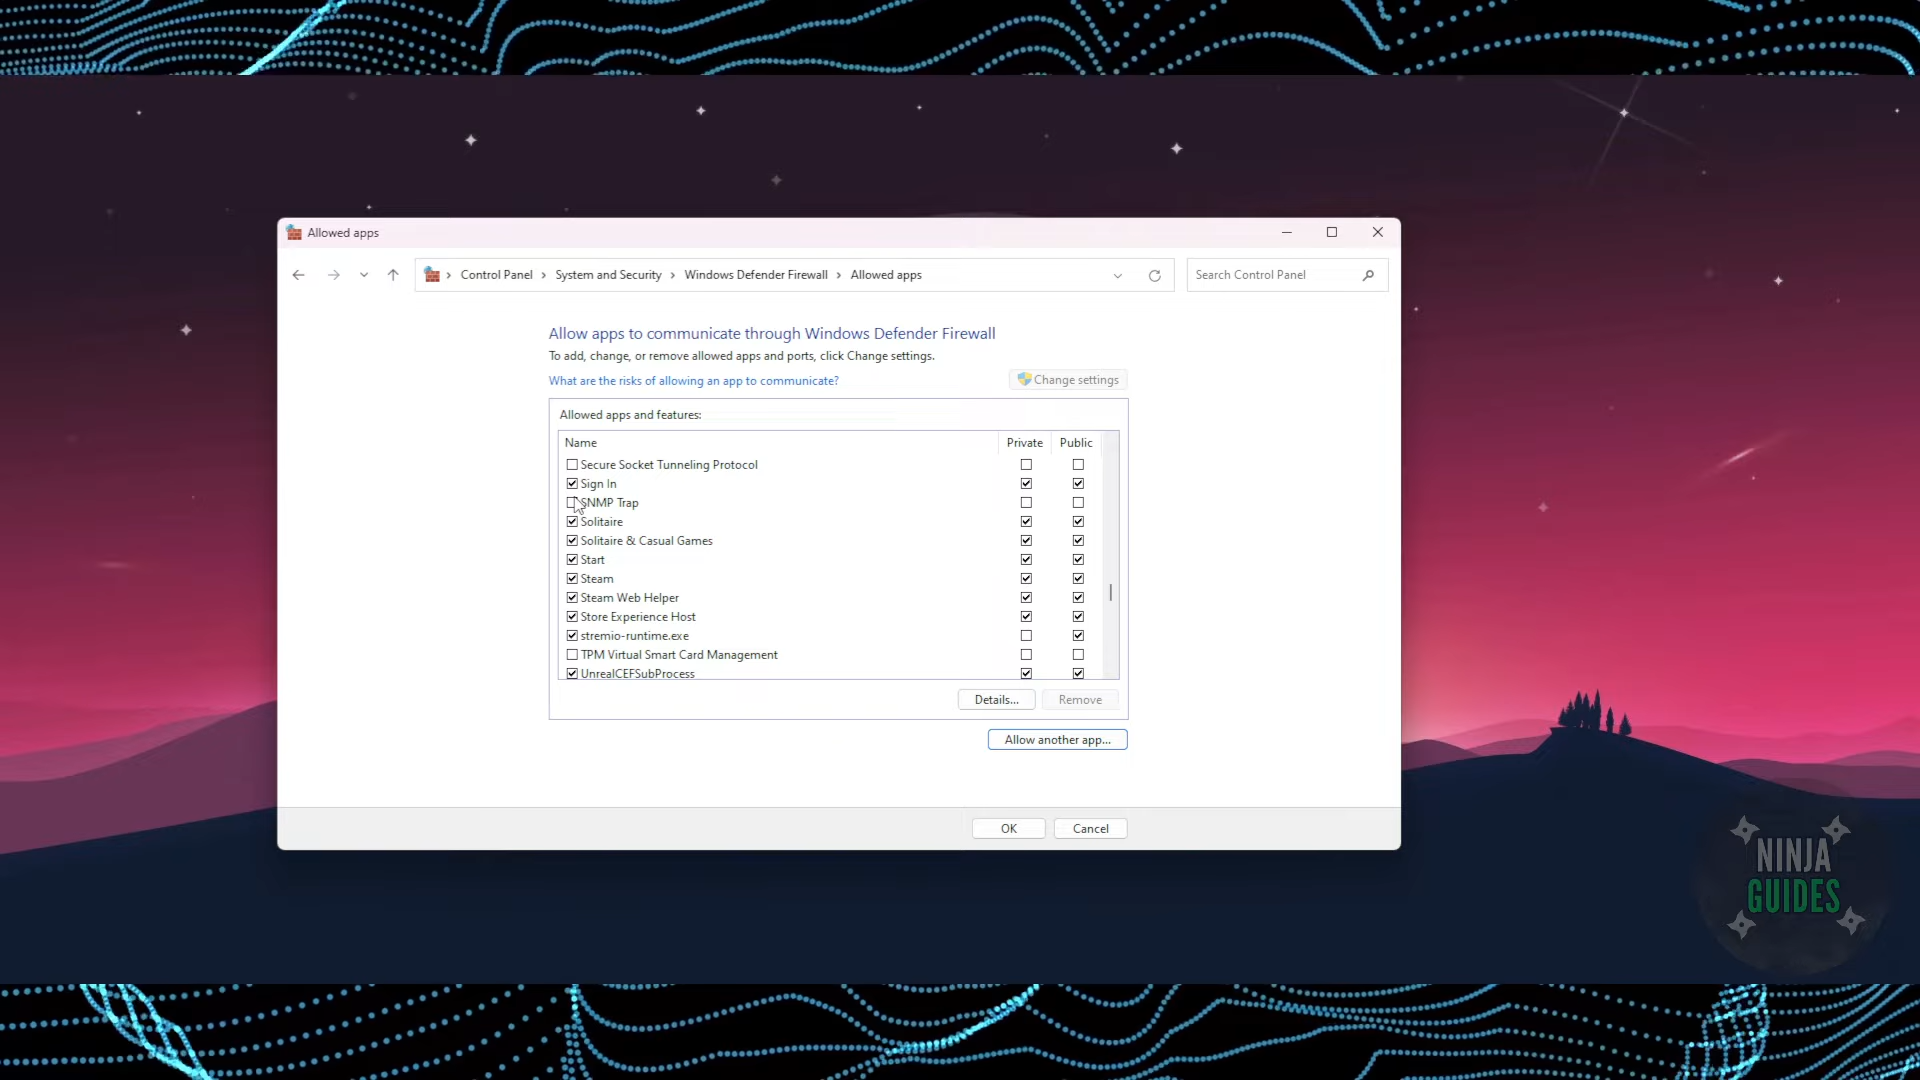 Allowed apps
Control Panel > System and Security > Windows Defender Firewall > Allowed apps
Search Control Panel
Allow apps to communicate through Windows Defender Firewall
To add, change, or remove allowed apps and ports, click Change settings.
What are the risks of allowing an app to communicate?
Change settings
Allowed apps and features:
Name Private Public
Secure Socket Tunneling Protocol
Sign In
SNMP Trap
Solitaire
Solitaire & Casual Games
Start
Steam
Steam Web Helper
Store Experience Host
stremio-runtime.exe
TPM Virtual Smart Card Management
UnrealCEFSubProcess
Details... Remove
Allow another app...
OK Cancel
NINJA
GUIDES